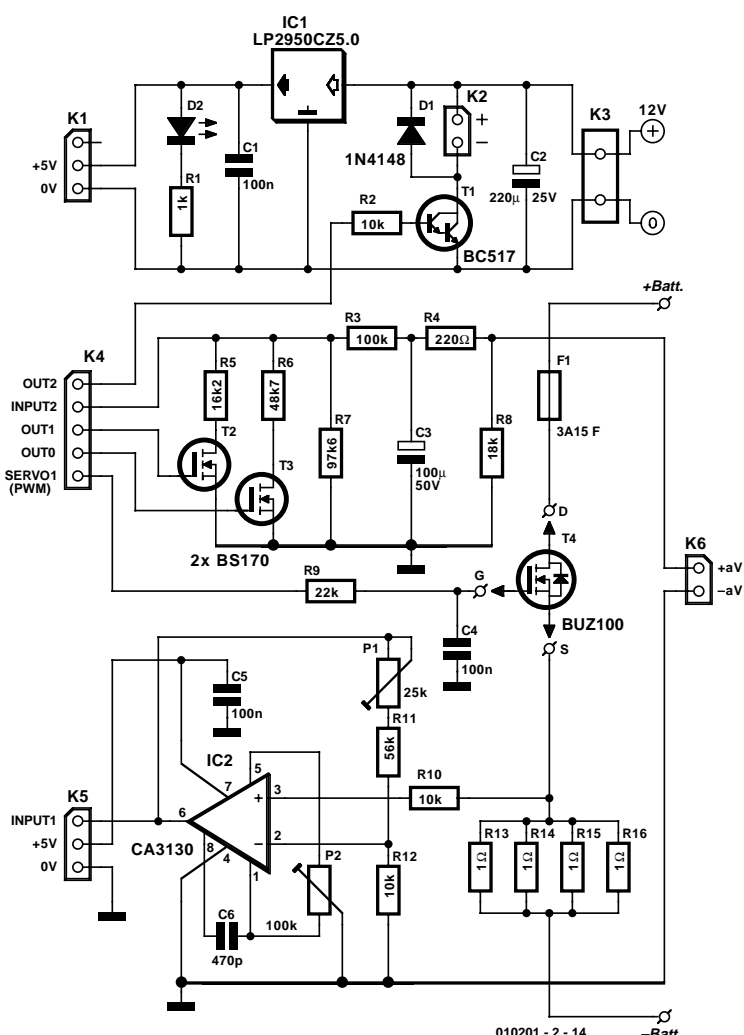 IC1
LP2950CZ5.0
K1
+5V
0V
D2
R1
1k
C1
100n
D1
1N4148
K2
+
−
C2
220µ 25V
K3
12V
+
0
R2
10k
T1
BC517
+Batt.
K4
OUT2
INPUT2
OUT1
OUT0
SERVO1
(PWM)
R5
16k2
R6
48k7
T2
T3
2x BS170
R3
100k
R4
220Ω
R7
97k6
C3
100µ
50V
R8
18k
F1
3A15 F
D
T4
G
BUZ100
S
K6
+aV
−aV
R9
22k
C4
100n
P1
25k
C5
100n
R11
56k
IC2
R10
10k
K5
INPUT1
+5V
0V
CA3130
7
5
6
+
3
−
2
8
4
1
P2
100k
R12
10k
C6
470p
R13
1Ω
R14
1Ω
R15
1Ω
R16
1Ω
010201 - 2 - 14
−Batt.